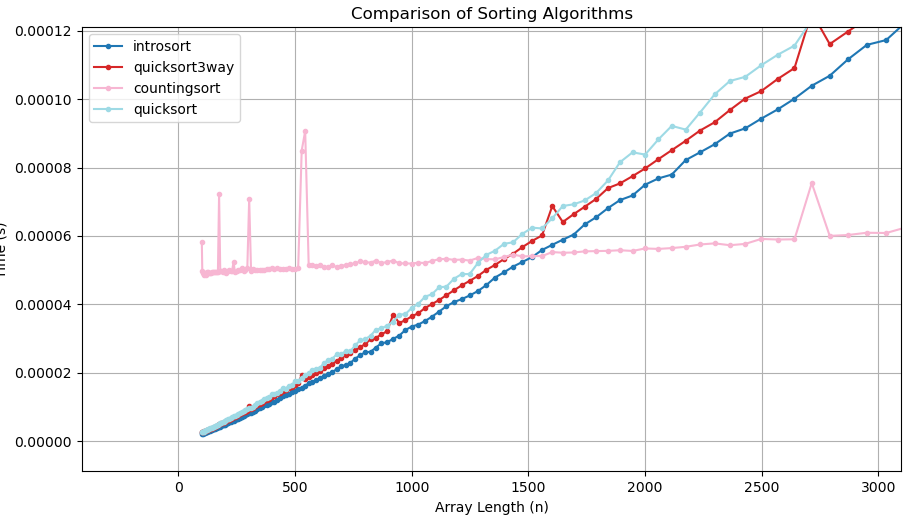 Comparison of Sorting Algorithms
introsort
quicksort3way
countingsort
quicksort
0.00012
0.00010
0.00008
0.00006
0.00004
0.00002
0.00000
Time (s)
0 500 1000 1500 2000 2500 3000
Array Length (n)